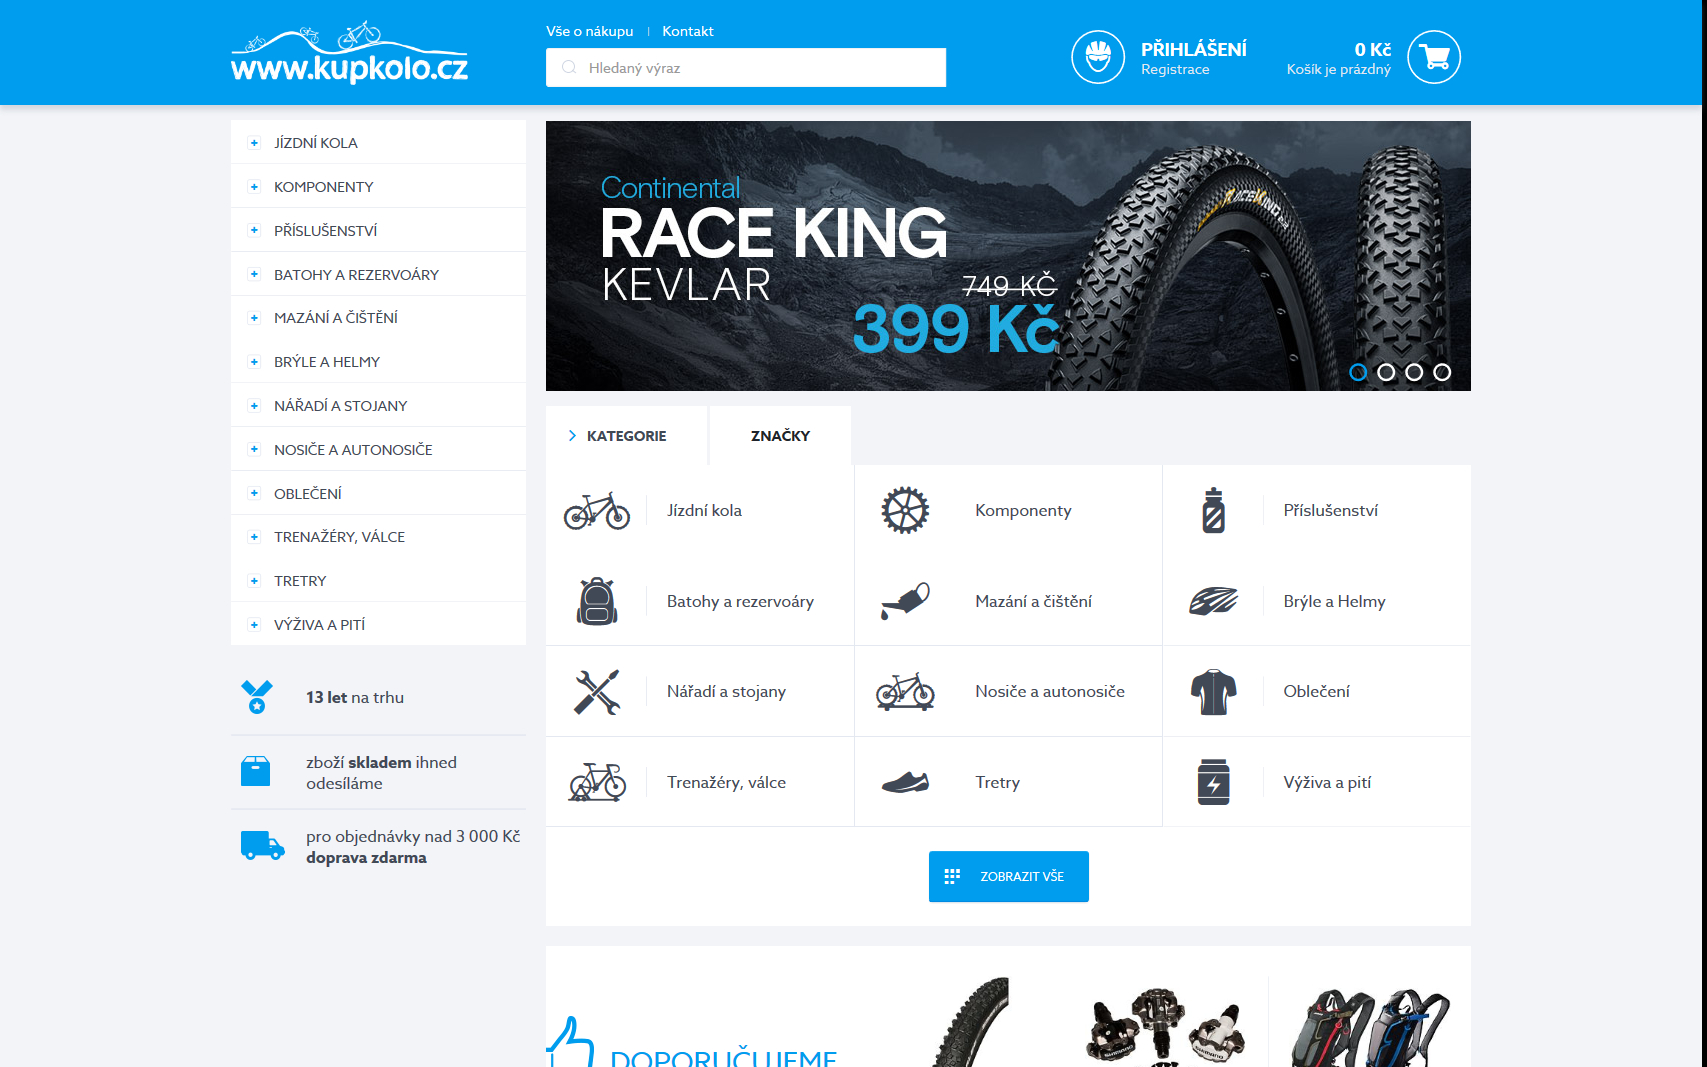 www.kupkolo.cz
Vše o nákupu
Kontakt
Hledaný výraz
PŘIHLÁŠENÍ
Registrace
0 Kč
Košík je prázdný
JÍZDNÍ KOLA
KOMPONENTY
PŘÍSLUŠENSTVÍ
BATOHY A REZERVOÁRY
MAZÁNÍ A ČIŠTĚNÍ
BRÝLE A HELMY
NÁŘADÍ A STOJANY
NOSIČE A AUTONOSIČE
OBLEČENÍ
TRENAŽÉRY, VÁLCE
TRETRY
VÝŽIVA A PITÍ
13 let na trhu
zboží skladem ihned
odesíláme
pro objednávky nad 3 000 Kč
doprava zdarma
Continental
RACE KING
KEVLAR
749 KČ
399 Kč
RACEKING
KATEGORIE
ZNAČKY
Jízdní kola
Komponenty
Příslušenství
Batohy a rezervoáry
Mazání a čištění
Brýle a Helmy
Nářadí a stojany
Nosiče a autonosiče
Oblečení
Trenažéry, válce
Tretry
Výživa a pití
ZOBRAZIT VŠE
DOPORUČUJEME
SHIMANO
SHIMANO